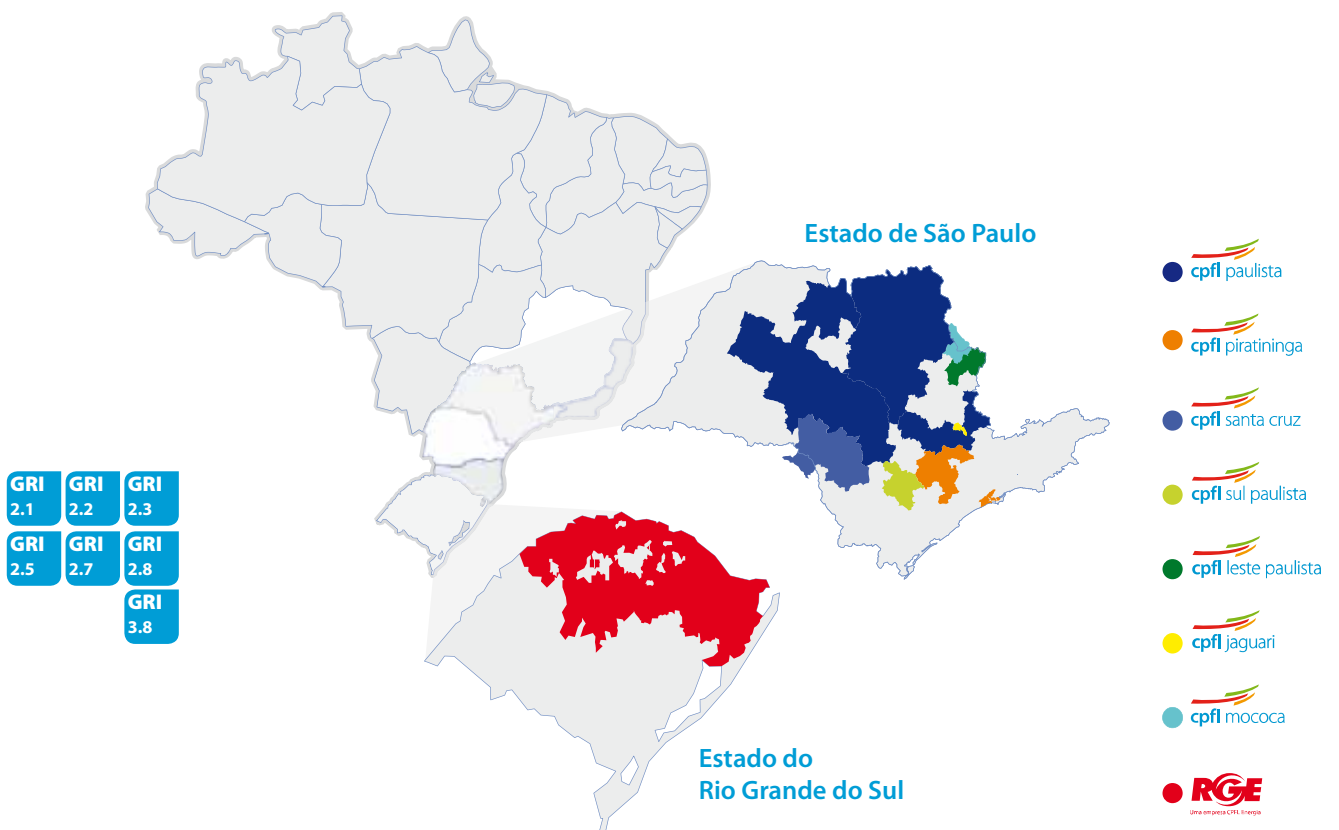 Estado de São Paulo
cpfl paulista
cpfl piratininga
cpfl santa cruz
cpfl sul paulista
cpfl leste paulista
cpfl jaguari
cpfl mococa
RGE
Uma empresa CPFL Energia
GRI
2.1
GRI
2.2
GRI
2.3
GRI
2.5
GRI
2.7
GRI
2.8
GRI
3.8
Estado do
Rio Grande do Sul